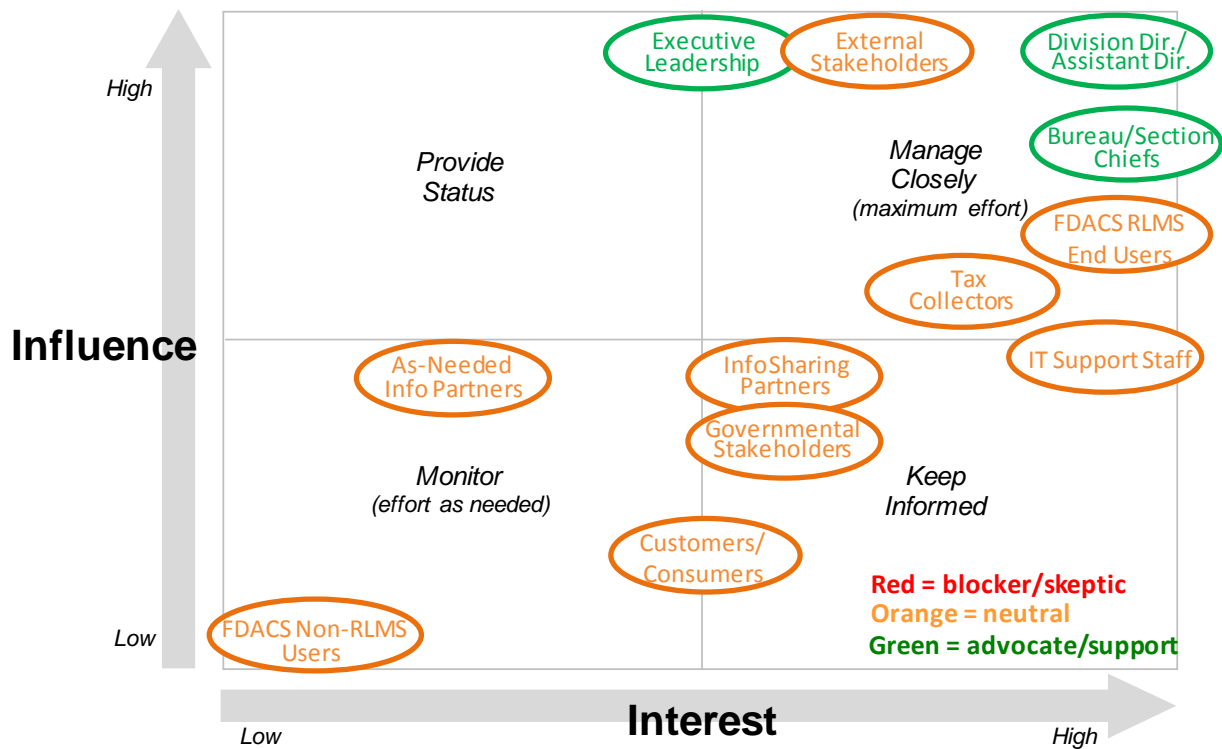 Executive
Leadership
External
Stakeholders
Division Dir./
Assistant Dir.
High
Bureau/Section
Chiefs
Provide
Status
Manage
Closely
(maximum effort)
FDACS RLMS
End Users
Tax
Collectors
Influence
As-Needed
Info Partners
InfoSharing
Partners
IT Support Staff
Governmental
Stakeholders
Monitor
(effort as needed)
Keep
Informed
Customers/
Consumers
Red = blocker/skeptic
Orange = neutral
Green = advocate/support
FDACS Non-RLMS
Users
Low
Low
Interest
High